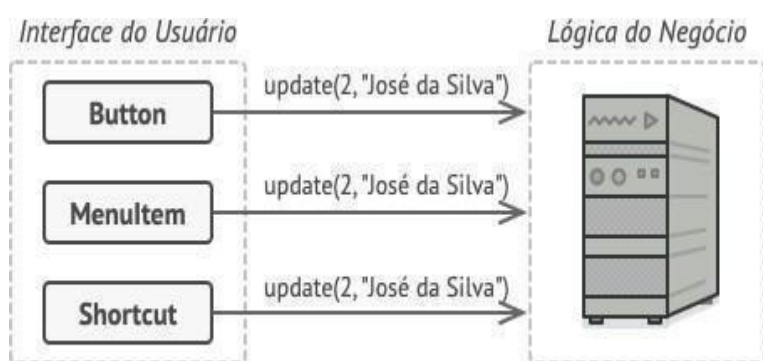 Interface do Usuário
Lógica do Negócio
Button
update(2, "José da Silva")
MenuItem
update(2, "José da Silva")
Shortcut
update(2, "José da Silva")